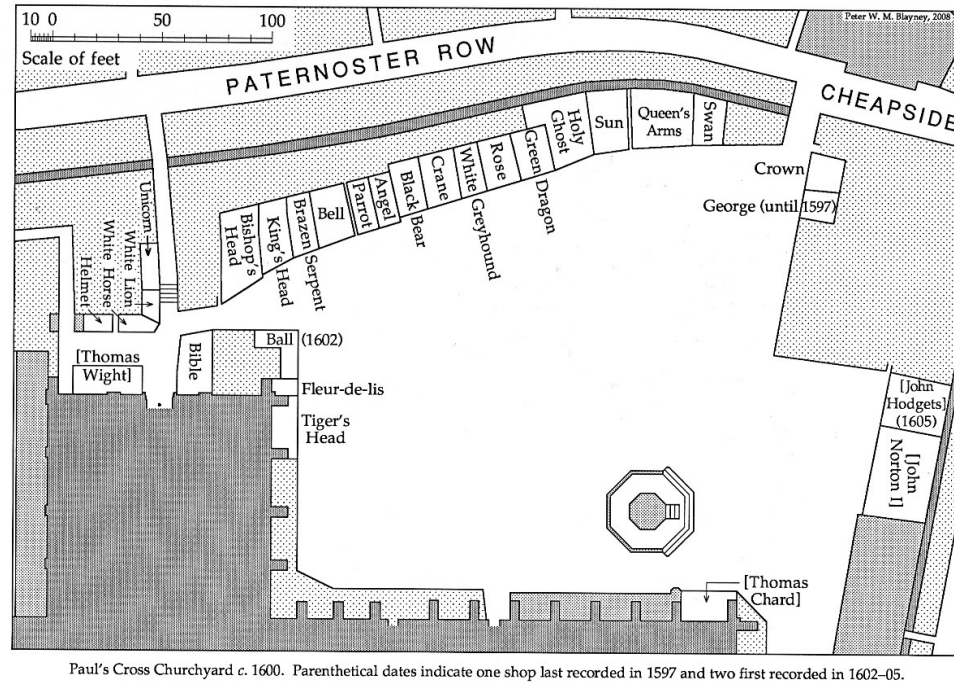 10 0 50 100
Scale of feet
Peter W. M. Blayney, 2008
PATERNOSTER ROW
CHEAPSIDE
Unicorn
White Lion
White Horse
Helmet
Bishop's
Head
King's Head
Brazen Serpent
Bell
Parrot
Angel
Black Bear
Crane
White Greyhound
Rose
Green Dragon
Holy
Ghost
Sun
Queen's
Arms
Swan
Crown
George (until 1597)
[Thomas
Wight]
Bible
Ball (1602)
Fleur-de-lis
Tiger's
Head
[John
Hodgets]
(1605)
[John
Norton I]
[Thomas
Chard]
Paul's Cross Churchyard c. 1600. Parenthetical dates indicate one shop last recorded in 1597 and two first recorded in 1602–05.